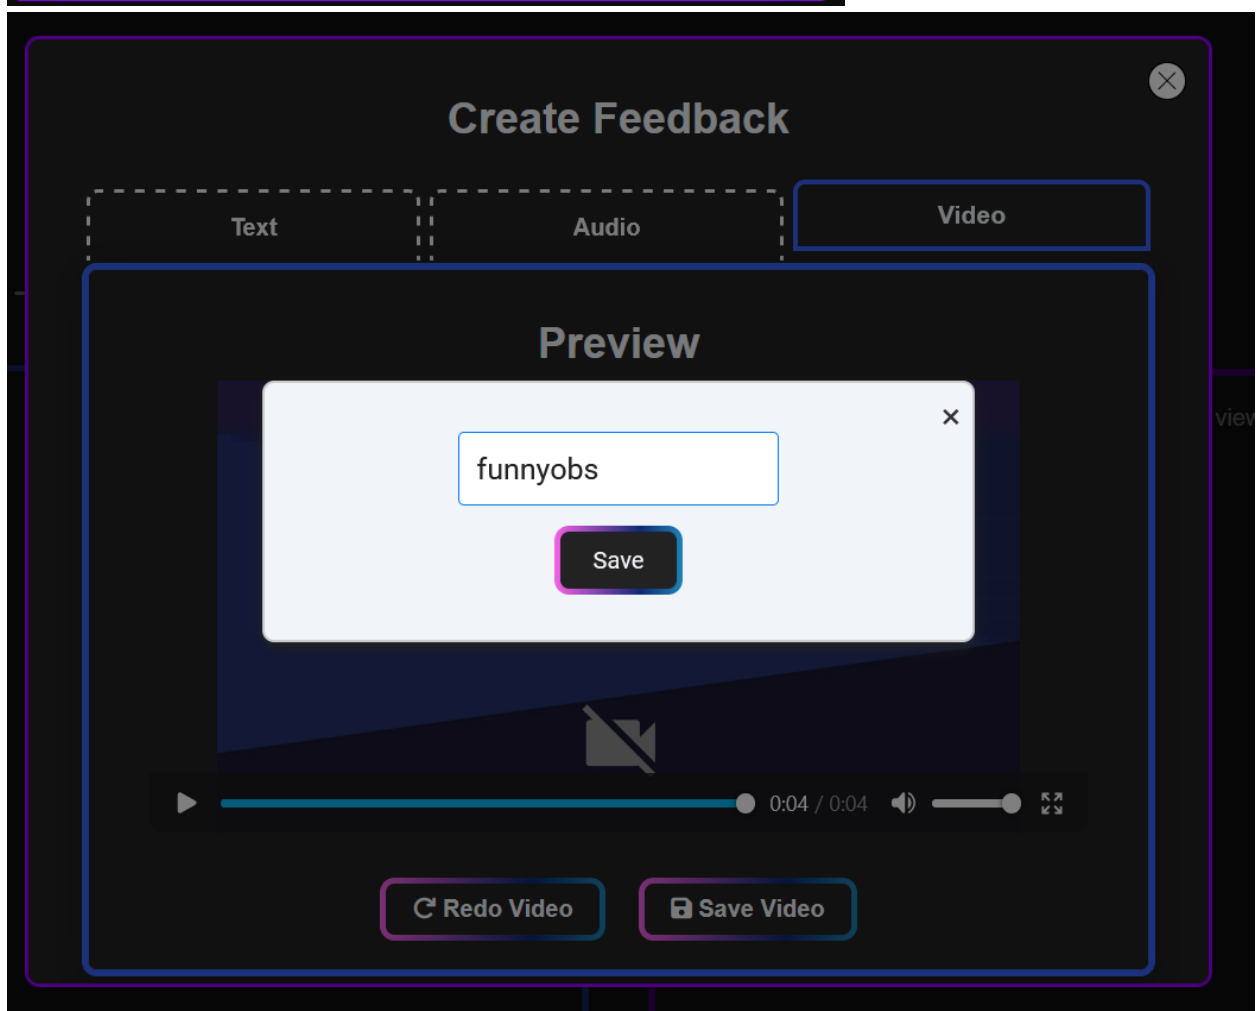 Create Feedback
Text
Audio
Video
Preview
funnyobs
Save
0:04 / 0:04
Redo Video
Save Video
view